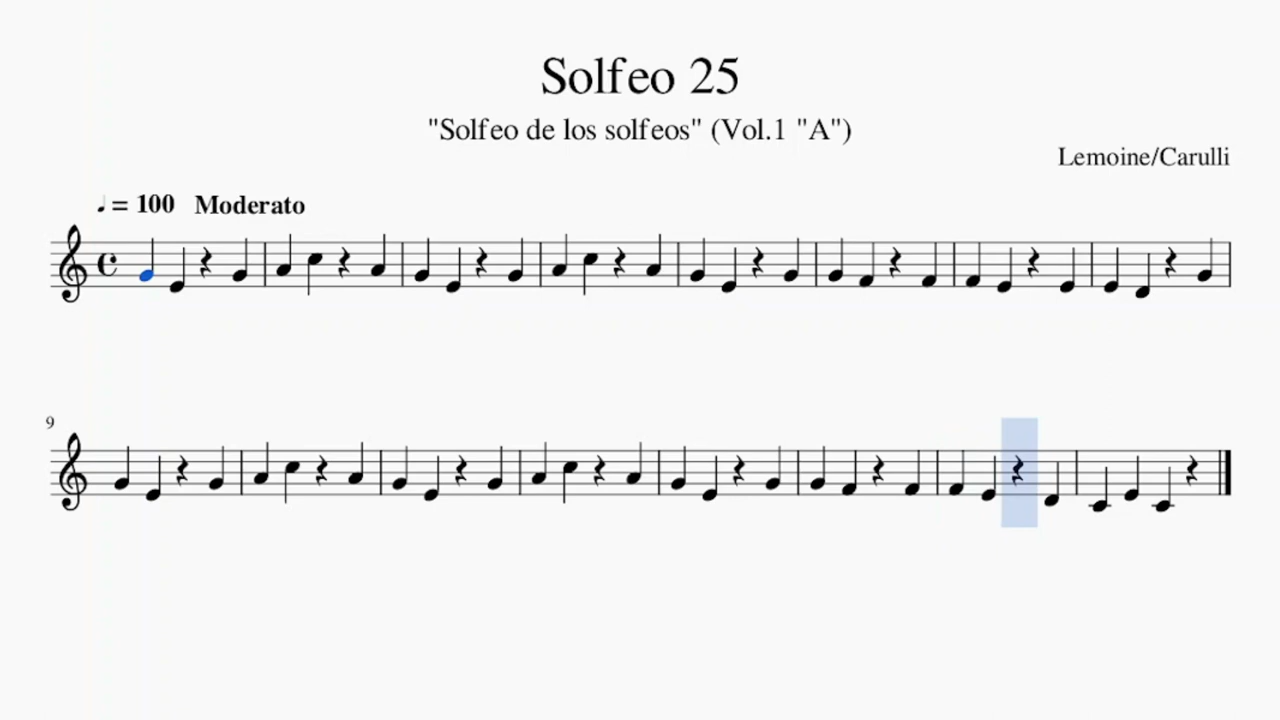 Solfeo 25
"Solfeo de los solfeos" (Vol.1 "A")
Lemoine/Carulli
♩ = 100 Moderato
9